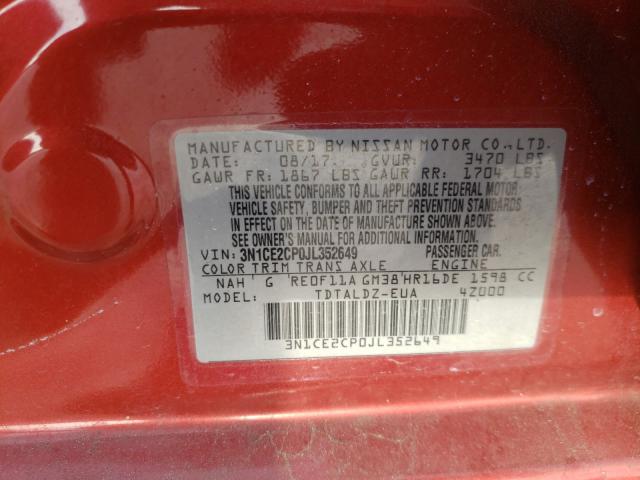 MANUFACTURED BY NISSAN MOTOR CO., LTD.
DATE: 08/17 GVWR: 3470 LBS
GAWR FR: 1867 LBS GAWR RR: 1704 LBS
THIS VEHICLE CONFORMS TO ALL APPLICABLE FEDERAL MOTOR
VEHICLE SAFETY, BUMPER AND THEFT PREVENTION STANDARDS
IN EFFECT ON THE DATE OF MANUFACTURE SHOWN ABOVE.
SEE OWNER'S MANUAL FOR ADDITIONAL INFORMATION.
VIN: 3N1CE2CP0JL352649 PASSENGER CAR.
COLOR TRIM TRANS AXLE ENGINE
NAH G RE0F11A GM38 HR16DE 1598 CC
MODEL: TDTALDZ-EUA 4Z000
3N1CE2CP0JL352649